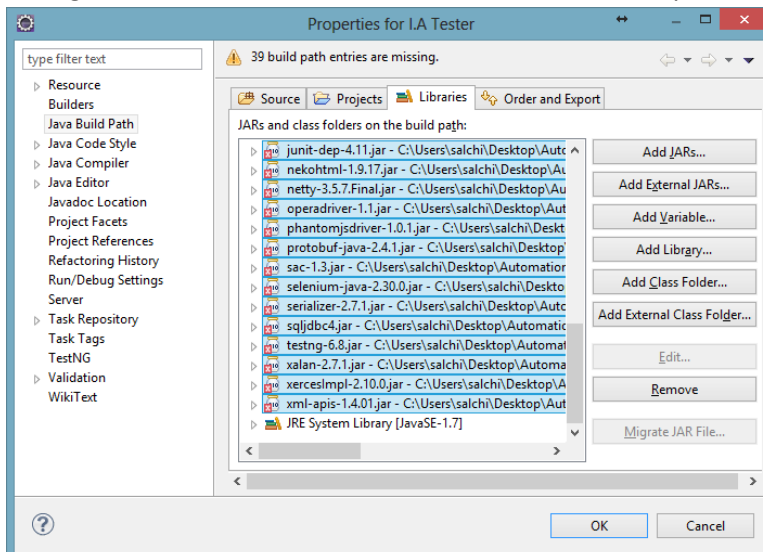 Properties for I.A Tester
type filter text
39 build path entries are missing.
Resource
Builders
Java Build Path
Java Code Style
Java Compiler
Java Editor
Javadoc Location
Project Facets
Project References
Refactoring History
Run/Debug Settings
Server
Task Repository
Task Tags
TestNG
Validation
WikiText
Source
Projects
Libraries
Order and Export
JARs and class folders on the build path:
junit-dep-4.11.jar - C:\Users\salchi\Desktop\Autc
nekohtml-1.9.17.jar - C:\Users\salchi\Desktop\Au
netty-3.5.7.Final.jar - C:\Users\salchi\Desktop\Au
operadriver-1.1.jar - C:\Users\salchi\Desktop\Aut
phantomjsdriver-1.0.1.jar - C:\Users\salchi\Deskt
protobuf-java-2.4.1.jar - C:\Users\salchi\Desktop'
sac-1.3.jar - C:\Users\salchi\Desktop\Automatior
selenium-java-2.30.0.jar - C:\Users\salchi\Deskto
serializer-2.7.1.jar - C:\Users\salchi\Desktop\Autc
sqljdbc4.jar - C:\Users\salchi\Desktop\Automatic
testng-6.8.jar - C:\Users\salchi\Desktop\Automat
xalan-2.7.1.jar - C:\Users\salchi\Desktop\Automa
xercesImpl-2.10.0.jar - C:\Users\salchi\Desktop\A
xml-apis-1.4.01.jar - C:\Users\salchi\Desktop\Aut
JRE System Library [JavaSE-1.7]
Add JARs...
Add External JARs...
Add Variable...
Add Library...
Add Class Folder...
Add External Class Folder...
Edit...
Remove
Migrate JAR File...
OK
Cancel